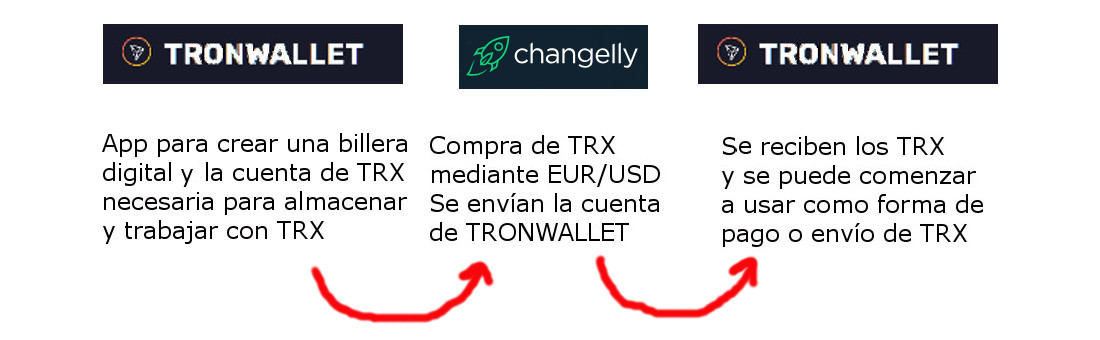 TRONWALLET
changelly
TRONWALLET
App para crear una billera
digital y la cuenta de TRX
necesaria para almacenar
y trabajar con TRX
Compra de TRX
mediante EUR/USD
Se envían la cuenta
de TRONWALLET
Se reciben los TRX
y se puede comenzar
a usar como forma de
pago o envío de TRX